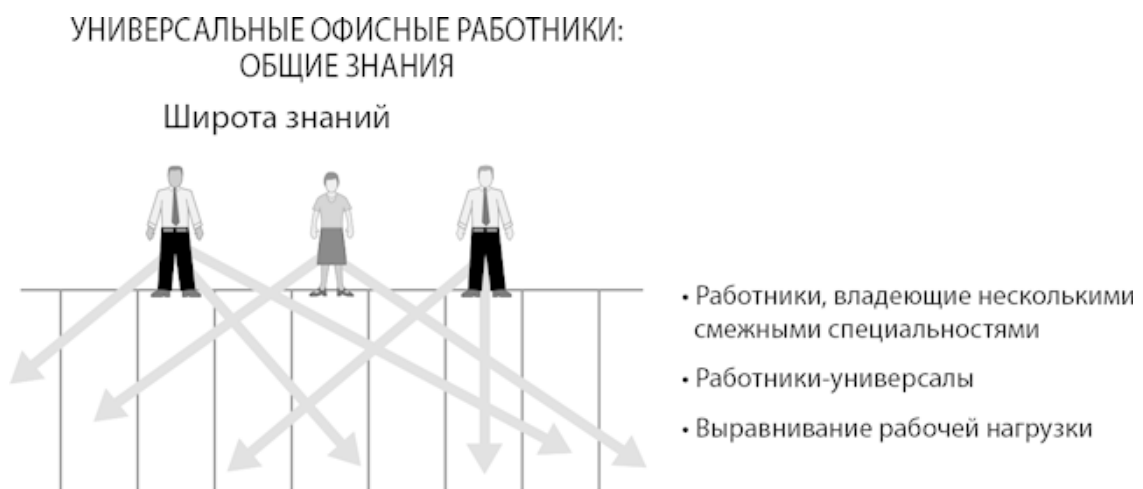 УНИВЕРСАЛЬНЫЕ ОФИСНЫЕ РАБОТНИКИ:
ОБЩИЕ ЗНАНИЯ
Широта знаний
• Работники, владеющие несколькими
смежными специальностями
• Работники-универсалы
• Выравнивание рабочей нагрузки